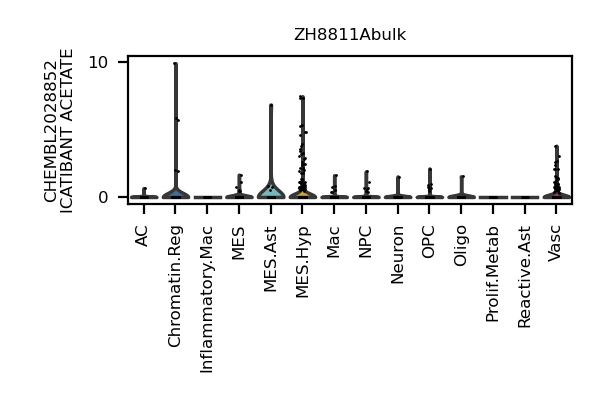 ZH8811Abulk
CHEMBL2028852
ICATIBANT ACETATE
10
0
AC
Chromatin.Reg
Inflammatory.Mac
MES
MES.Ast
MES.Hyp
Mac
NPC
Neuron
OPC
Oligo
Prolif.Metab
Reactive.Ast
Vasc